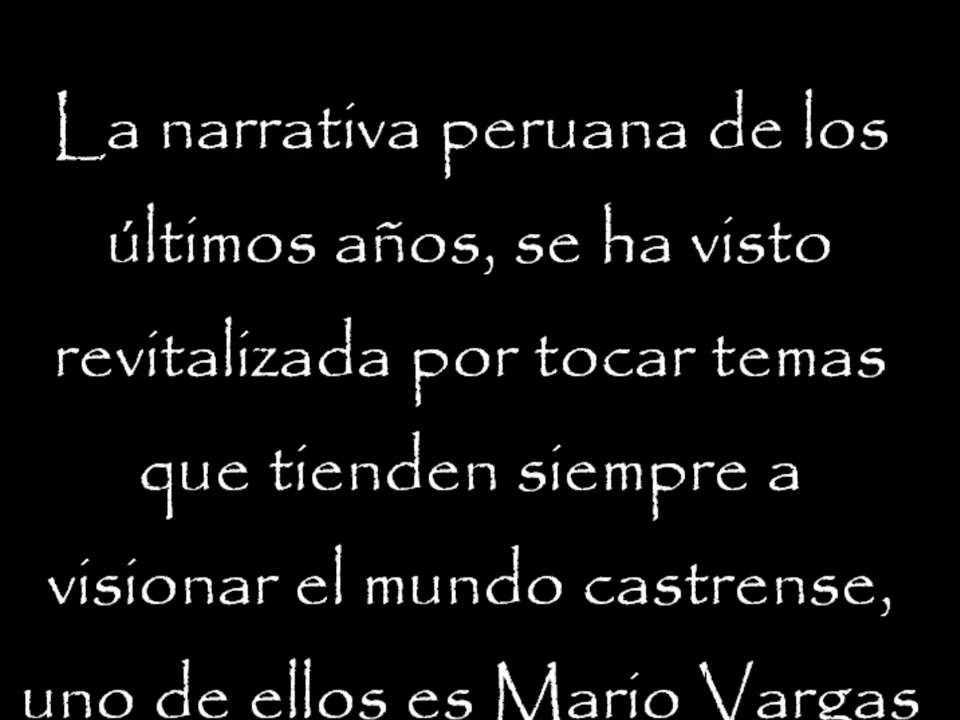 La narrativa peruana de los
últimos años, se ha visto
revitalizada por tocar temas
que tienden siempre a
visionar el mundo castrense,
uno de ellos es Mario Vargas